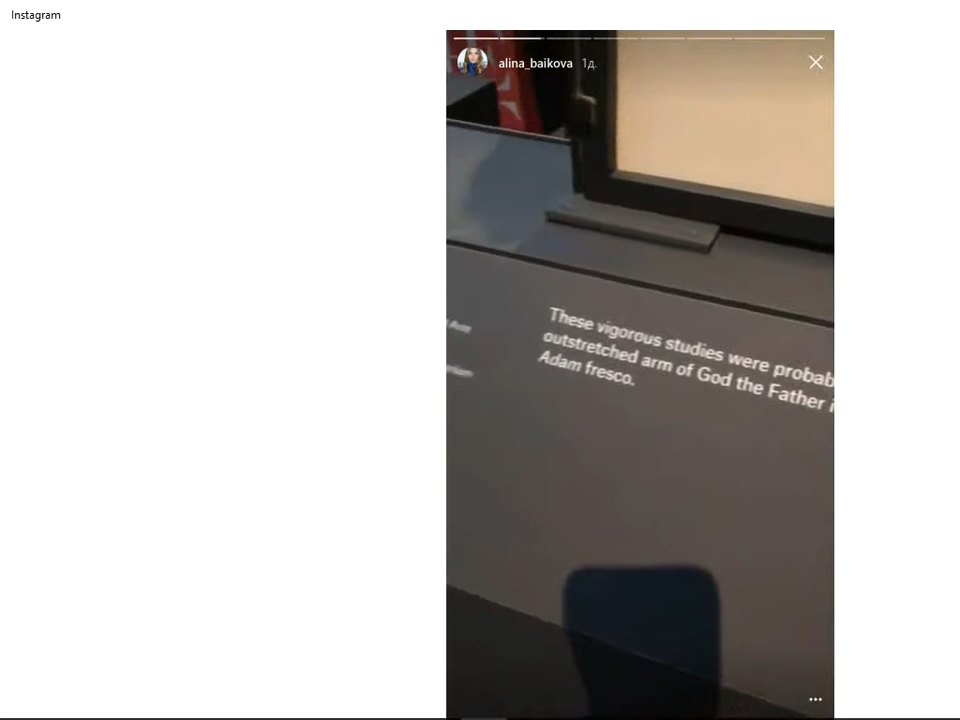 Instagram
alina_baikova 1д.
These vigorous studies were probab
outstretched arm of God the Father i
Adam fresco.